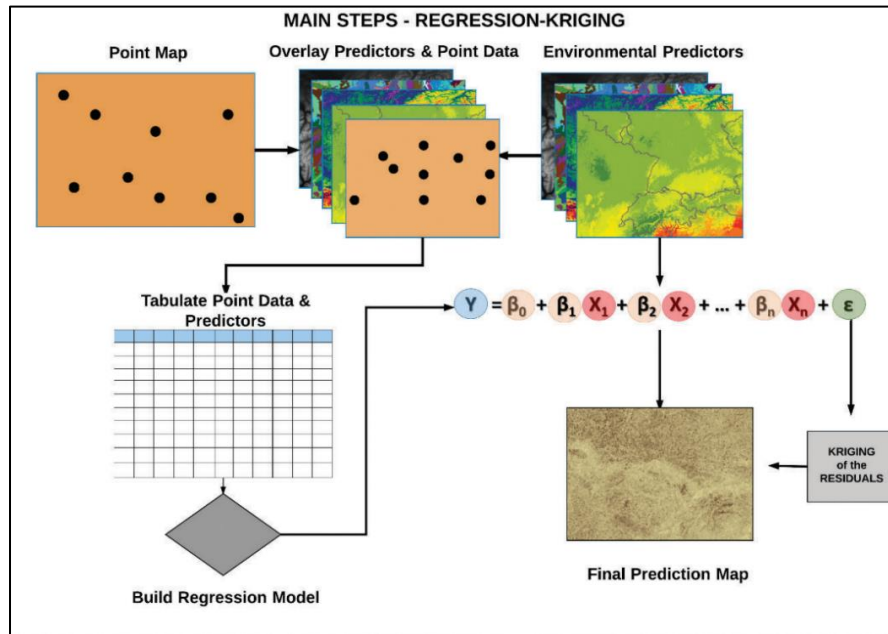 MAIN STEPS - REGRESSION-KRIGING
Point Map
Overlay Predictors & Point Data
Environmental Predictors
Tabulate Point Data &
Predictors
Y = β₀ + β₁ X₁ + β₂ X₂ + ... + βₙ Xₙ + ε
KRIGING
of the
RESIDUALS
Build Regression Model
Final Prediction Map